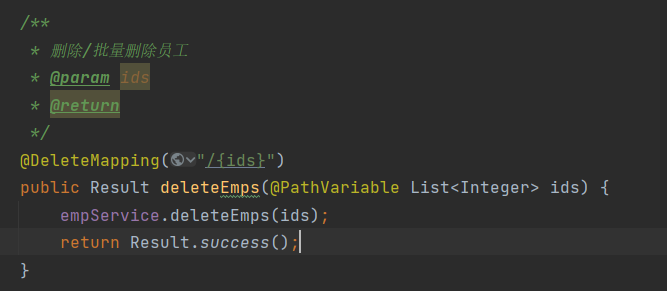 /**
 * 删除/批量删除员工
 * @param ids
 * @return
 */
@DeleteMapping("/{ids}")
public Result deleteEmps(@PathVariable List<Integer> ids) {
    empService.deleteEmps(ids);
    return Result.success();
}